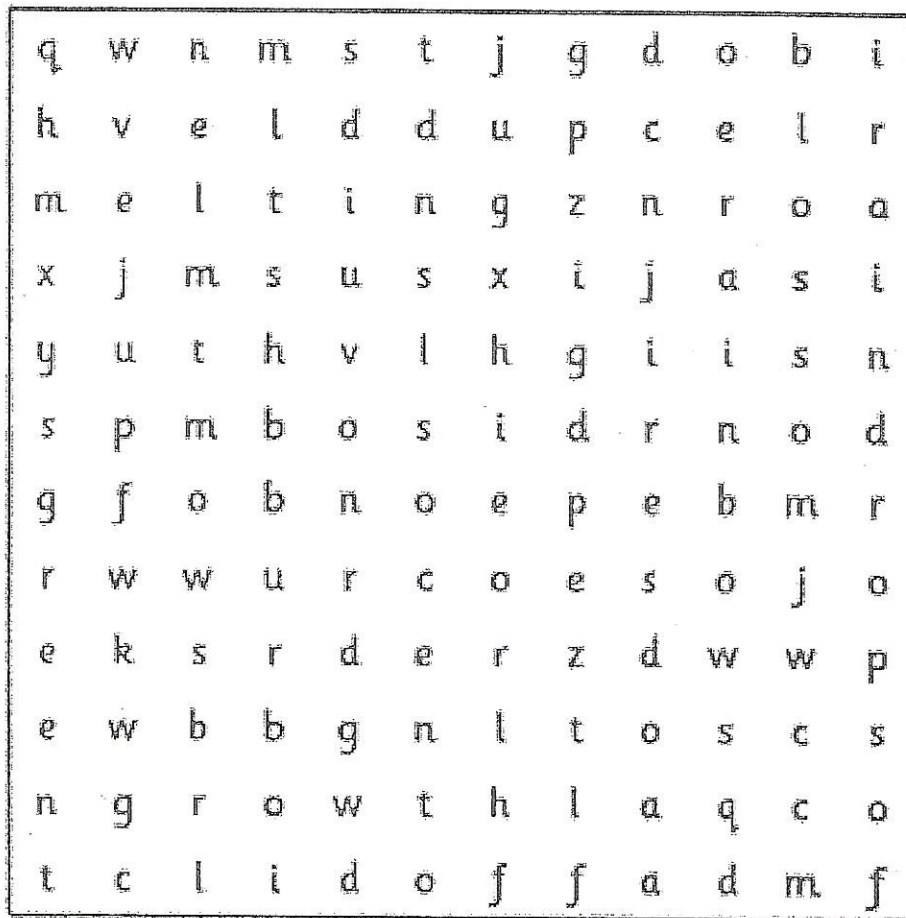 q w n m s t j g d o b i
h v e l d d u p c e l r
m e l t i n g z n r o a
x j m s u s x i j a s i
y u t h v l h g i i s n
s p m b o s i d r n o d
g f o b n o e p e b m r
r w w u r c o e s o j o
e k s r d e r z d w w p
e w b b g n l t o s c s
n g r o w t h l a q c o
t c l i d o f f a d m f